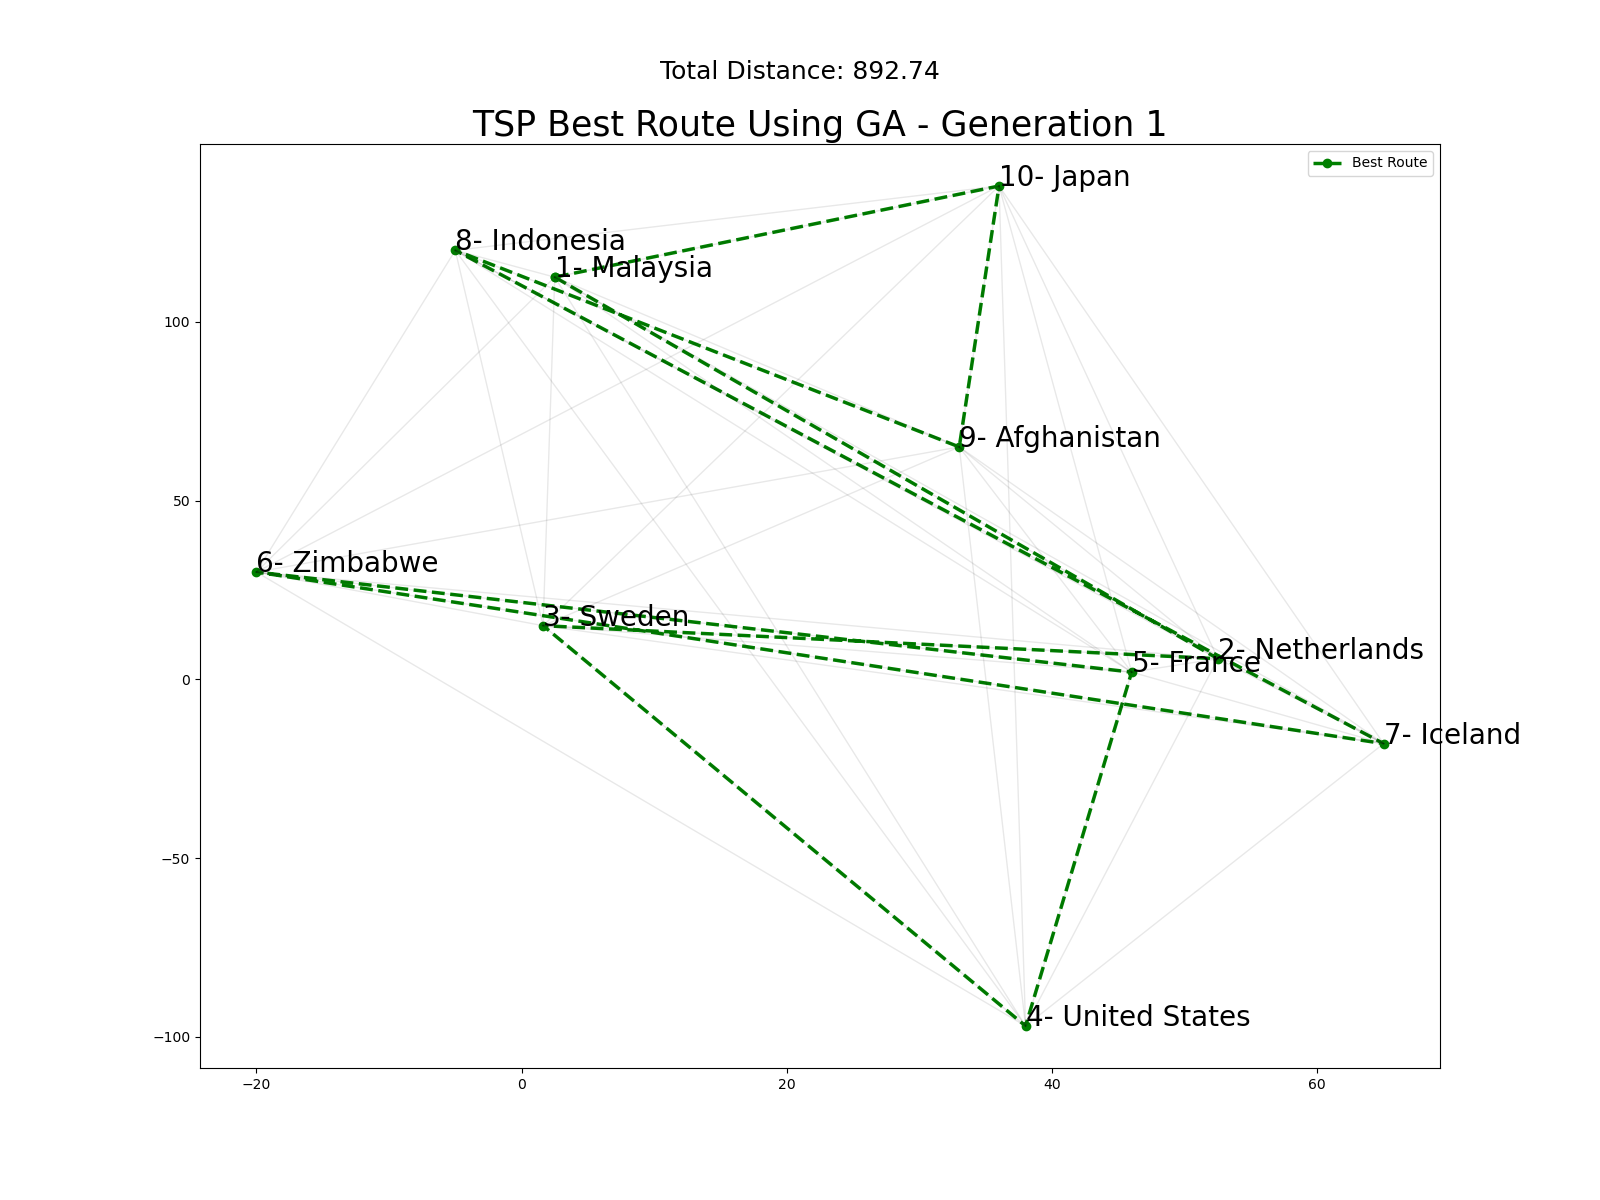 Total Distance: 892.74
TSP Best Route Using GA - Generation 1
Best Route
10- Japan
8- Indonesia
1- Malaysia
9- Afghanistan
6- Zimbabwe
3- Sweden
2- Netherlands
5- France
7- Iceland
4- United States
100
50
0
−50
−100
−20
0
20
40
60